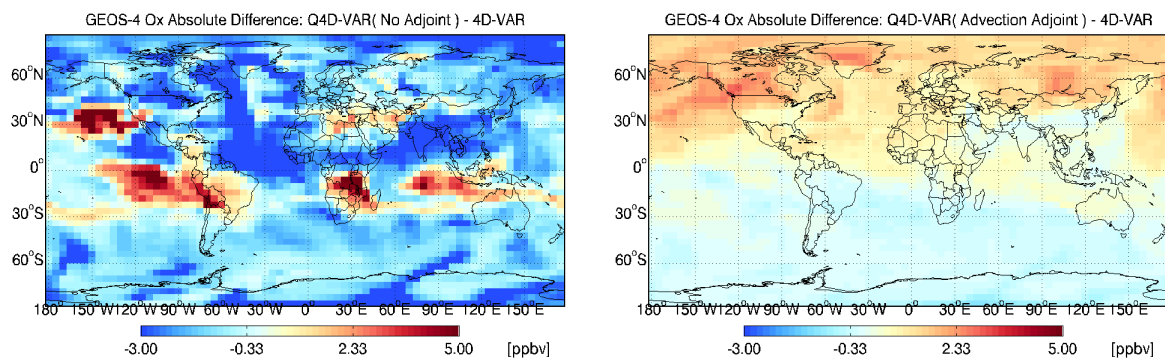 GEOS-4 Ox Absolute Difference: Q4D-VAR( No Adjoint ) - 4D-VAR
60°N
30°N
0°
30°S
60°S
180°W 150°W 120°W 90°W 60°W 30°W 0° 30°E 60°E 90°E 120°E 150°E
-3.00 -0.33 2.33 5.00 [ppbv]
GEOS-4 Ox Absolute Difference: Q4D-VAR( Advection Adjoint ) - 4D-VAR
60°N
30°N
0°
30°S
60°S
180°W 150°W 120°W 90°W 60°W 30°W 0° 30°E 60°E 90°E 120°E 150°E
-3.00 -0.33 2.33 5.00 [ppbv]